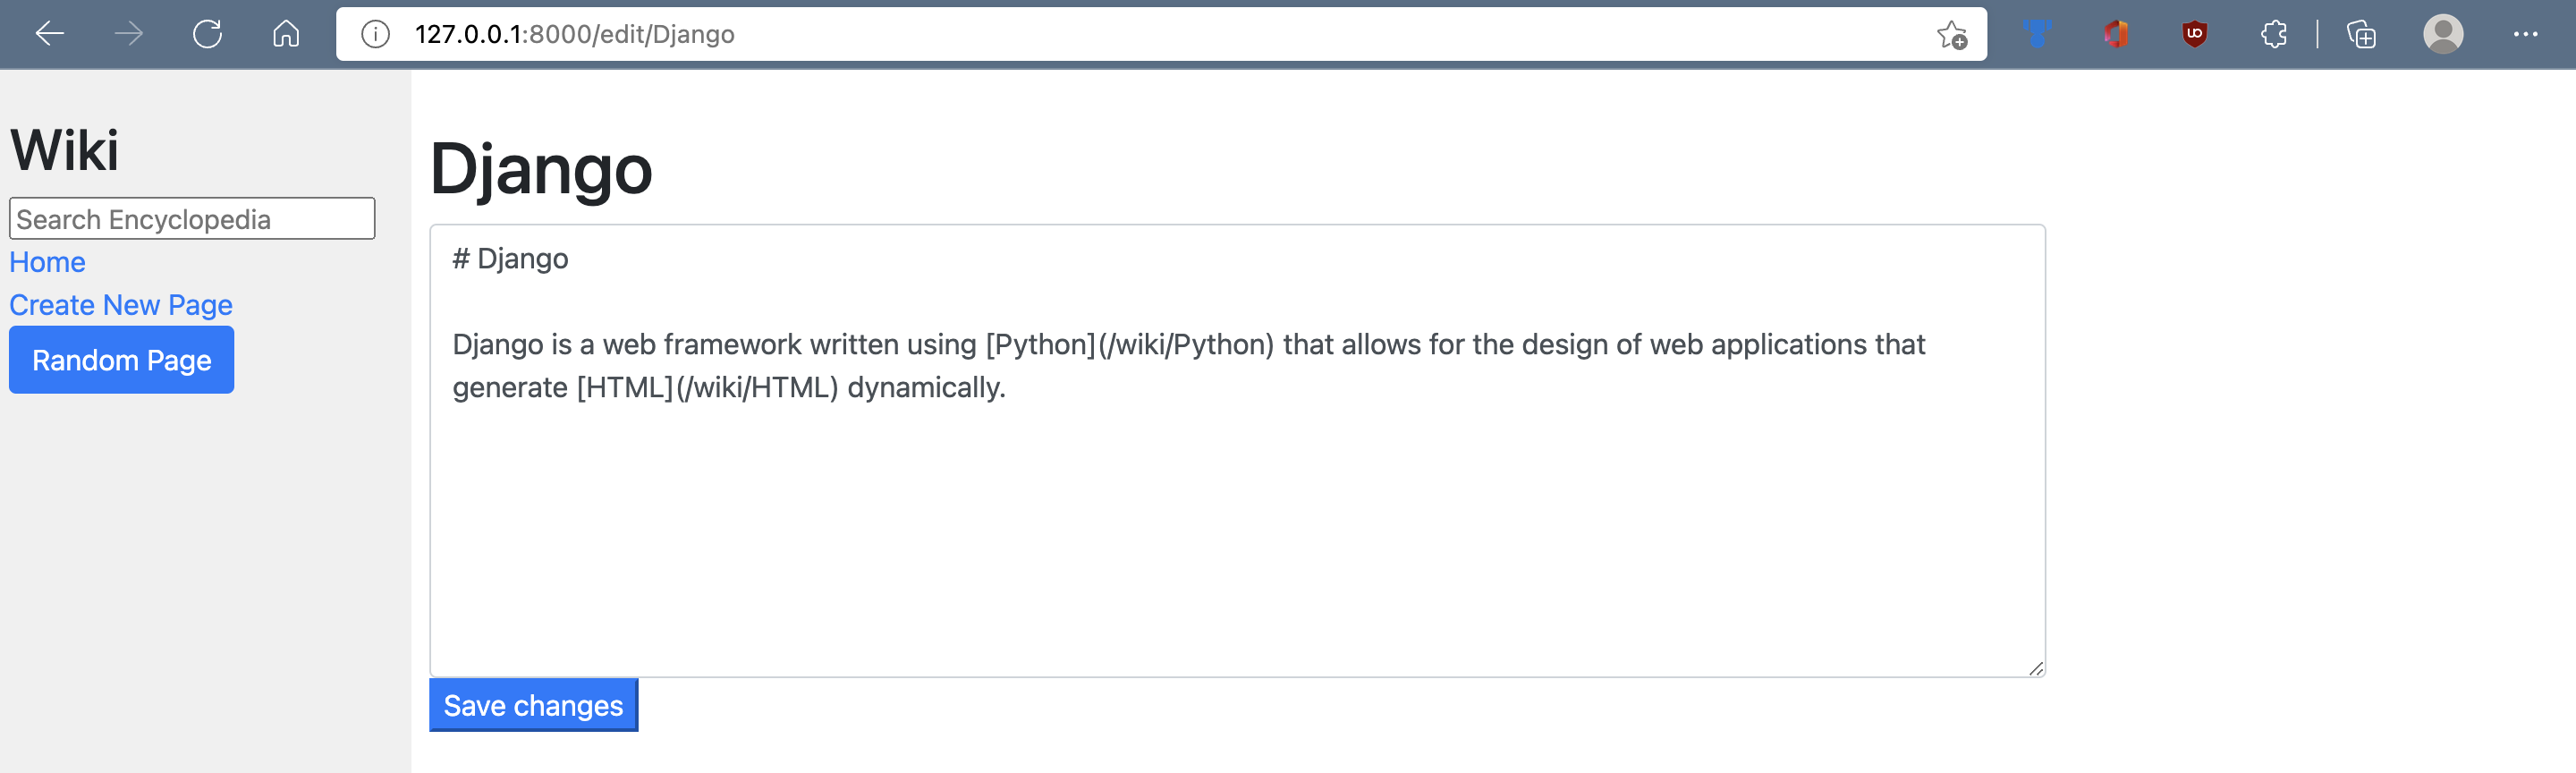 127.0.0.1:8000/edit/Django
Wiki
Search Encyclopedia
Home
Create New Page
Random Page
Django
# Django
Django is a web framework written using [Python](/wiki/Python) that allows for the design of web applications that
generate [HTML](/wiki/HTML) dynamically.
Save changes